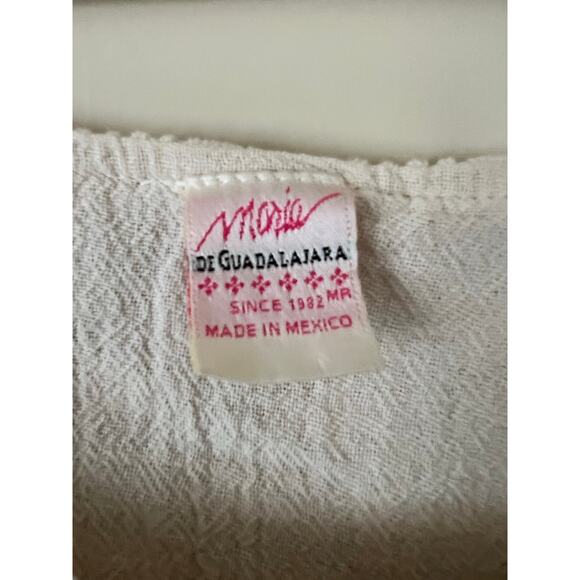 Maria
DE GUADALAJARA
SINCE 1982 MR
MADE IN MEXICO